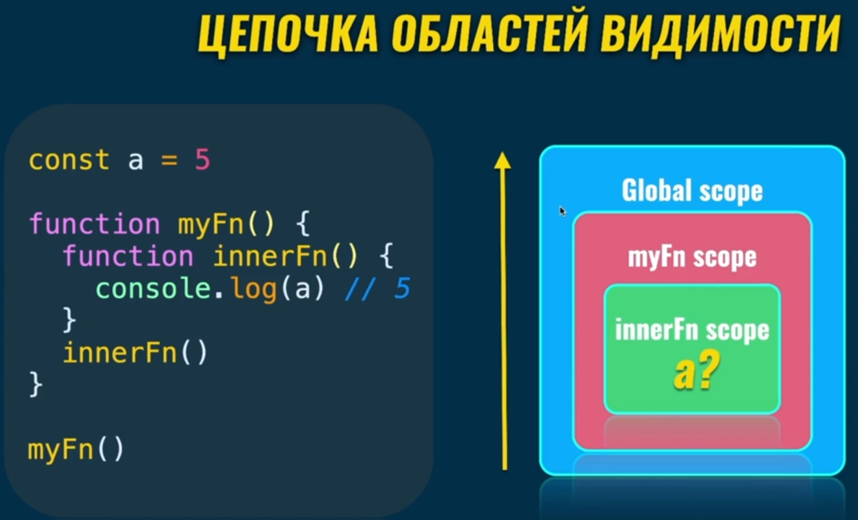 ЦЕПОЧКА ОБЛАСТЕЙ ВИДИМОСТИ
const a = 5
function myFn() {
  function innerFn() {
    console.log(a) // 5
  }
  innerFn()
}
myFn()
Global scope
myFn scope
innerFn scope
a?